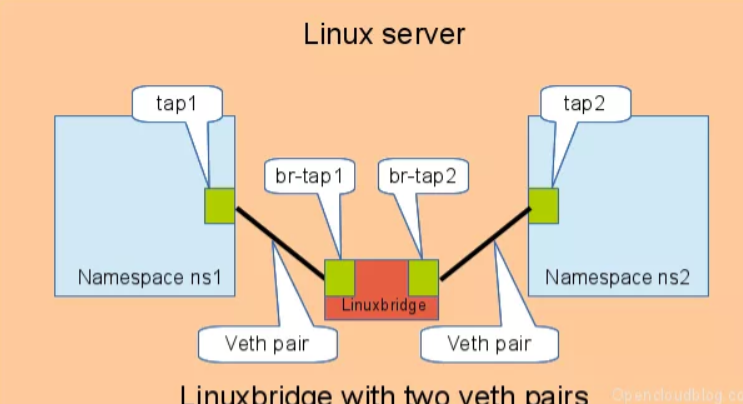 Linux server
tap1
tap2
br-tap1
br-tap2
Namespace ns1
Namespace ns2
Linuxbridge
Veth pair
Veth pair
Linuxbridge with two veth pairs
Opencloudblog.co